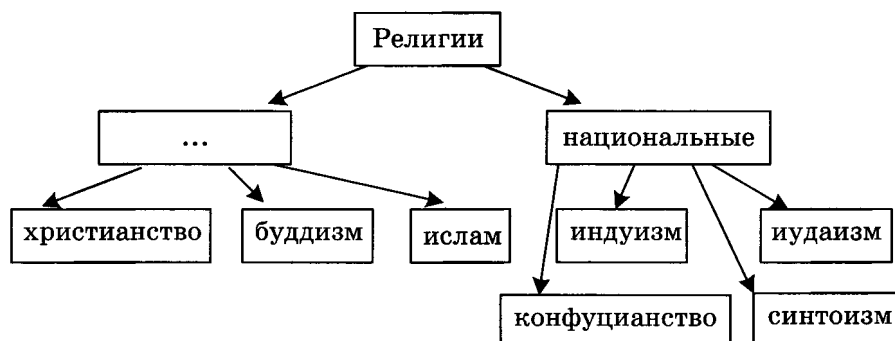 Религии
...
национальные
христианство
буддизм
ислам
индуизм
иудаизм
конфуцианство
синтоизм